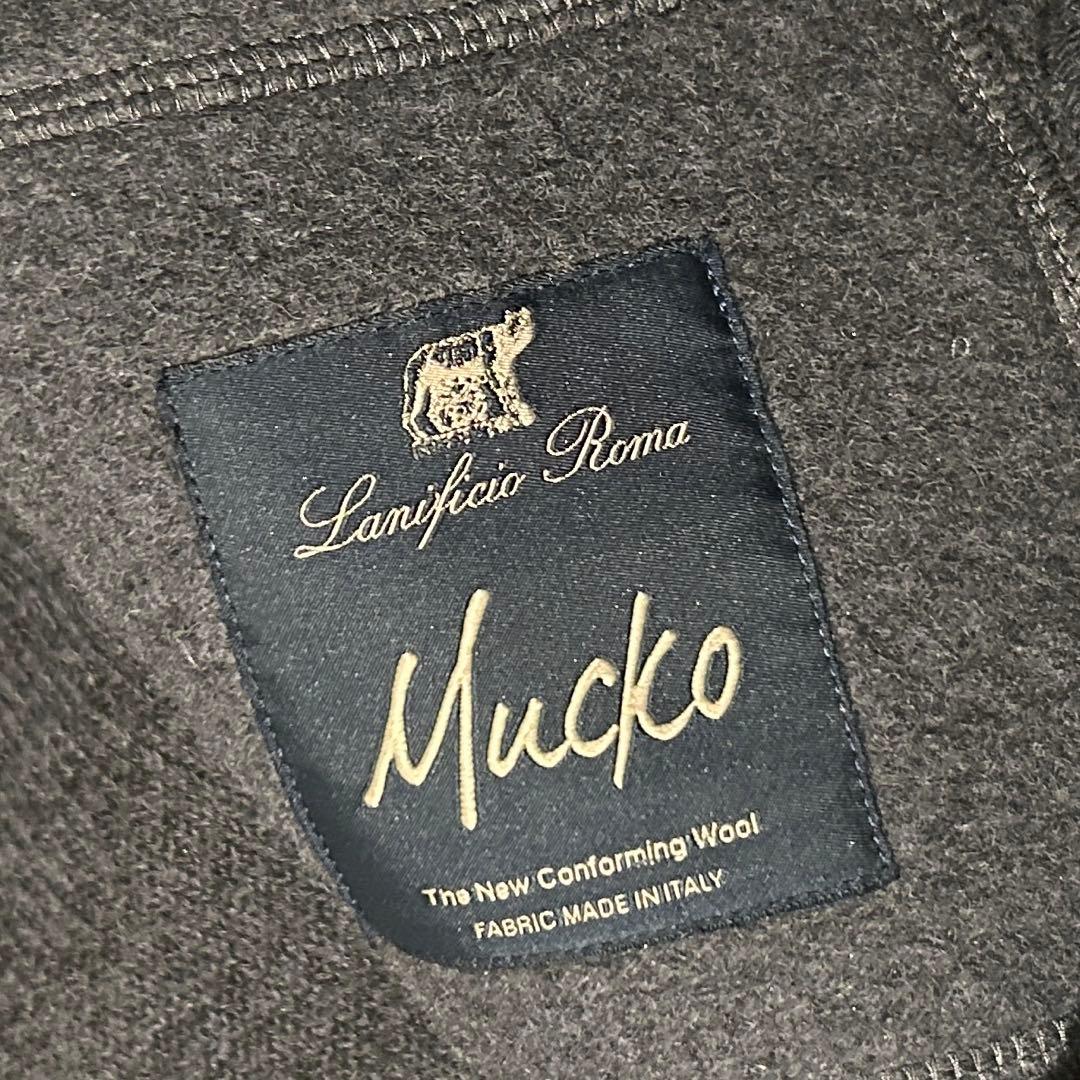 Lanificio Roma
Mucko
The New Conforming Wool
FABRIC MADE IN ITALY